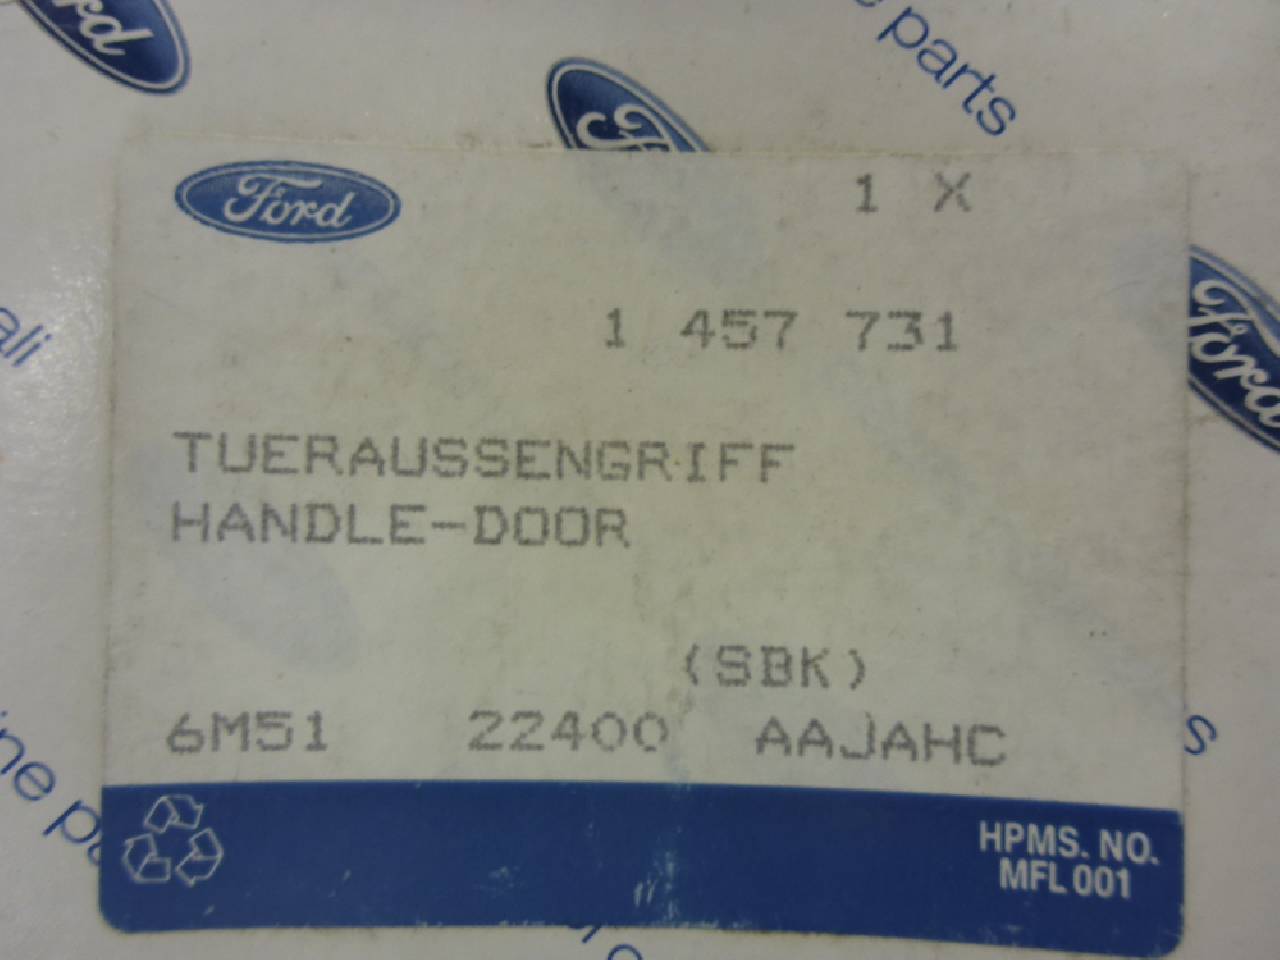 Ford
parts
Ford
Ford
1 X
1 457 731
Ford
TUERAUSSENGRIFF
HANDLE-DOOR
(SBK)
6M51 22400 AAJAHC
HPMS. NO.
MFL 001